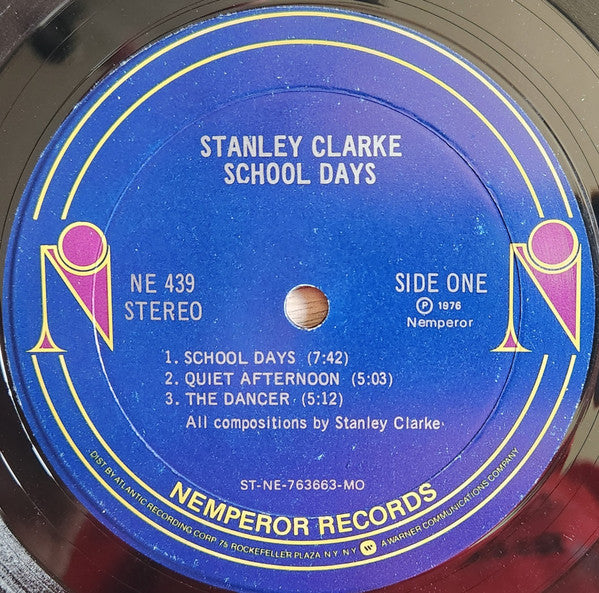 STANLEY CLARKE
SCHOOL DAYS
NE 439
STEREO
SIDE ONE
Ⓟ 1976
Nemperor
1. SCHOOL DAYS (7:42)
2. QUIET AFTERNOON (5:03)
3. THE DANCER (5:12)
All compositions by Stanley Clarke
ST-NE-763663-MO
NEMPEROR RECORDS
DIST BY ATLANTIC RECORDING CORP. 75 ROCKEFELLER PLAZA. N.Y. N.Y. W A WARNER COMMUNICATIONS COMPANY